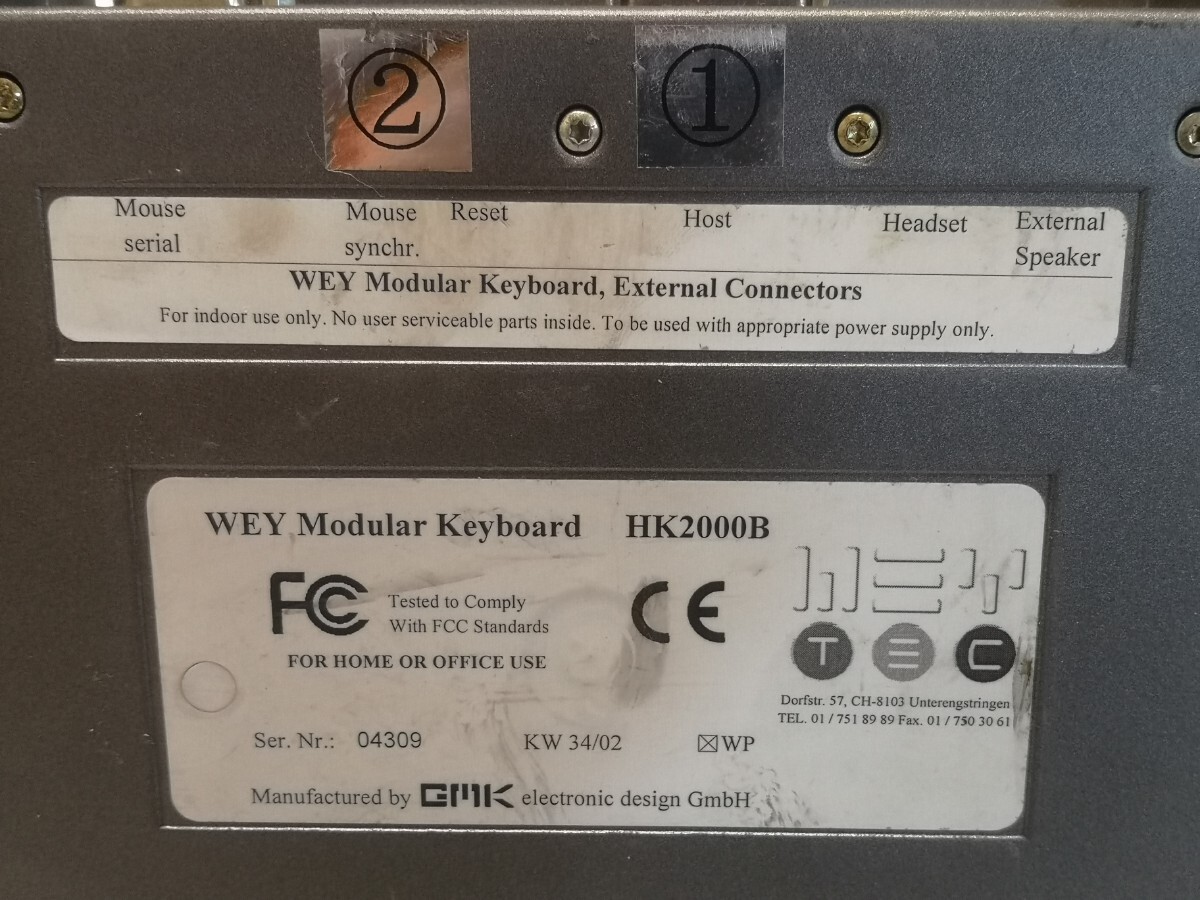 ② ①
Mouse Mouse Reset Host Headset External
serial synchr. Speaker
WEY Modular Keyboard, External Connectors
For indoor use only. No user serviceable parts inside. To be used with appropriate power supply only.
WEY Modular Keyboard HK2000B
FCC Tested to Comply
With FCC Standards
CE
FOR HOME OR OFFICE USE
TEC
Dorfstr. 57, CH-8103 Unterengstringen
TEL. 01 / 751 89 89 Fax. 01 / 750 30 61
Ser. Nr.: 04309 KW 34/02 ☒WP
Manufactured by GMK electronic design GmbH